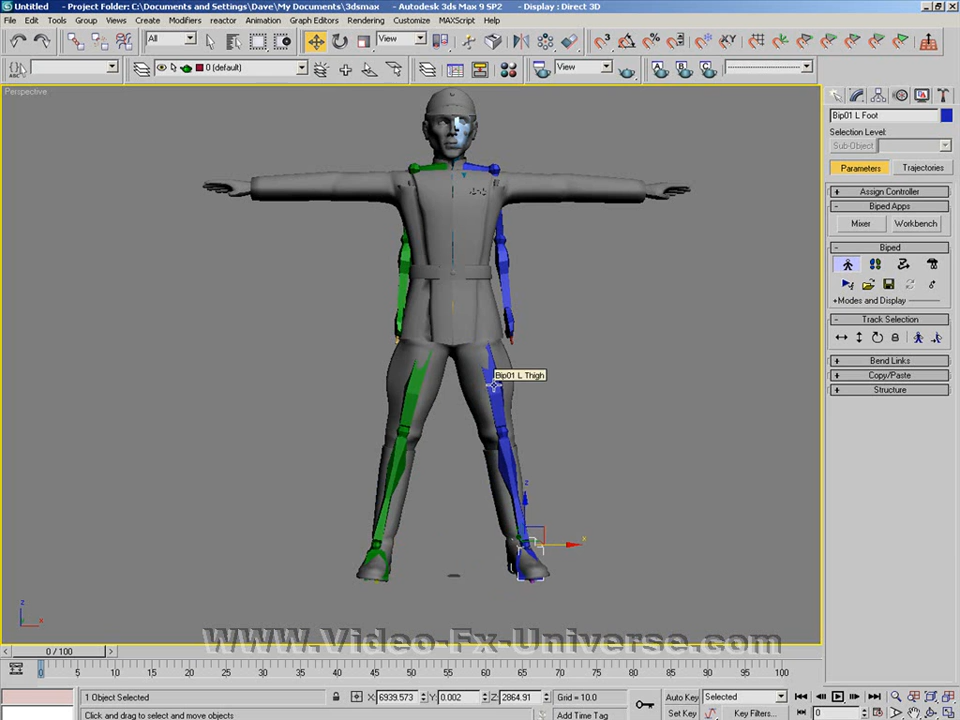 Untitled - Project Folder: C:\Documents and Settings\Dave\My Documents\3dsmax - Autodesk 3ds Max 9 SP2 - Display : Direct 3D
File Edit Tools Group Views Create Modifiers reactor Animation Graph Editors Rendering Customize MAXScript Help
All View
0 (default) View
Perspective
Bip01 L Foot
Selection Level:
Sub-Object
Parameters Trajectories
+ Assign Controller
- Biped Apps
Mixer Workbench
- Biped
+Modes and Display
- Track Selection
+ Bend Links
+ Copy/Paste
+ Structure
Bip01 L Thigh
z
x
z
x
www.Video-Fx-Universe.com
< 0 / 100 >
0 5 10 15 20 25 30 35 40 45 50 55 60 65 70 75 80 85 90 95 100
1 Object Selected X: 6939.573 Y: 0.002 Z: 2864.91 Grid = 10.0 Auto Key Selected
Click and drag to select and move objects Add Time Tag Set Key Key Filters... 0